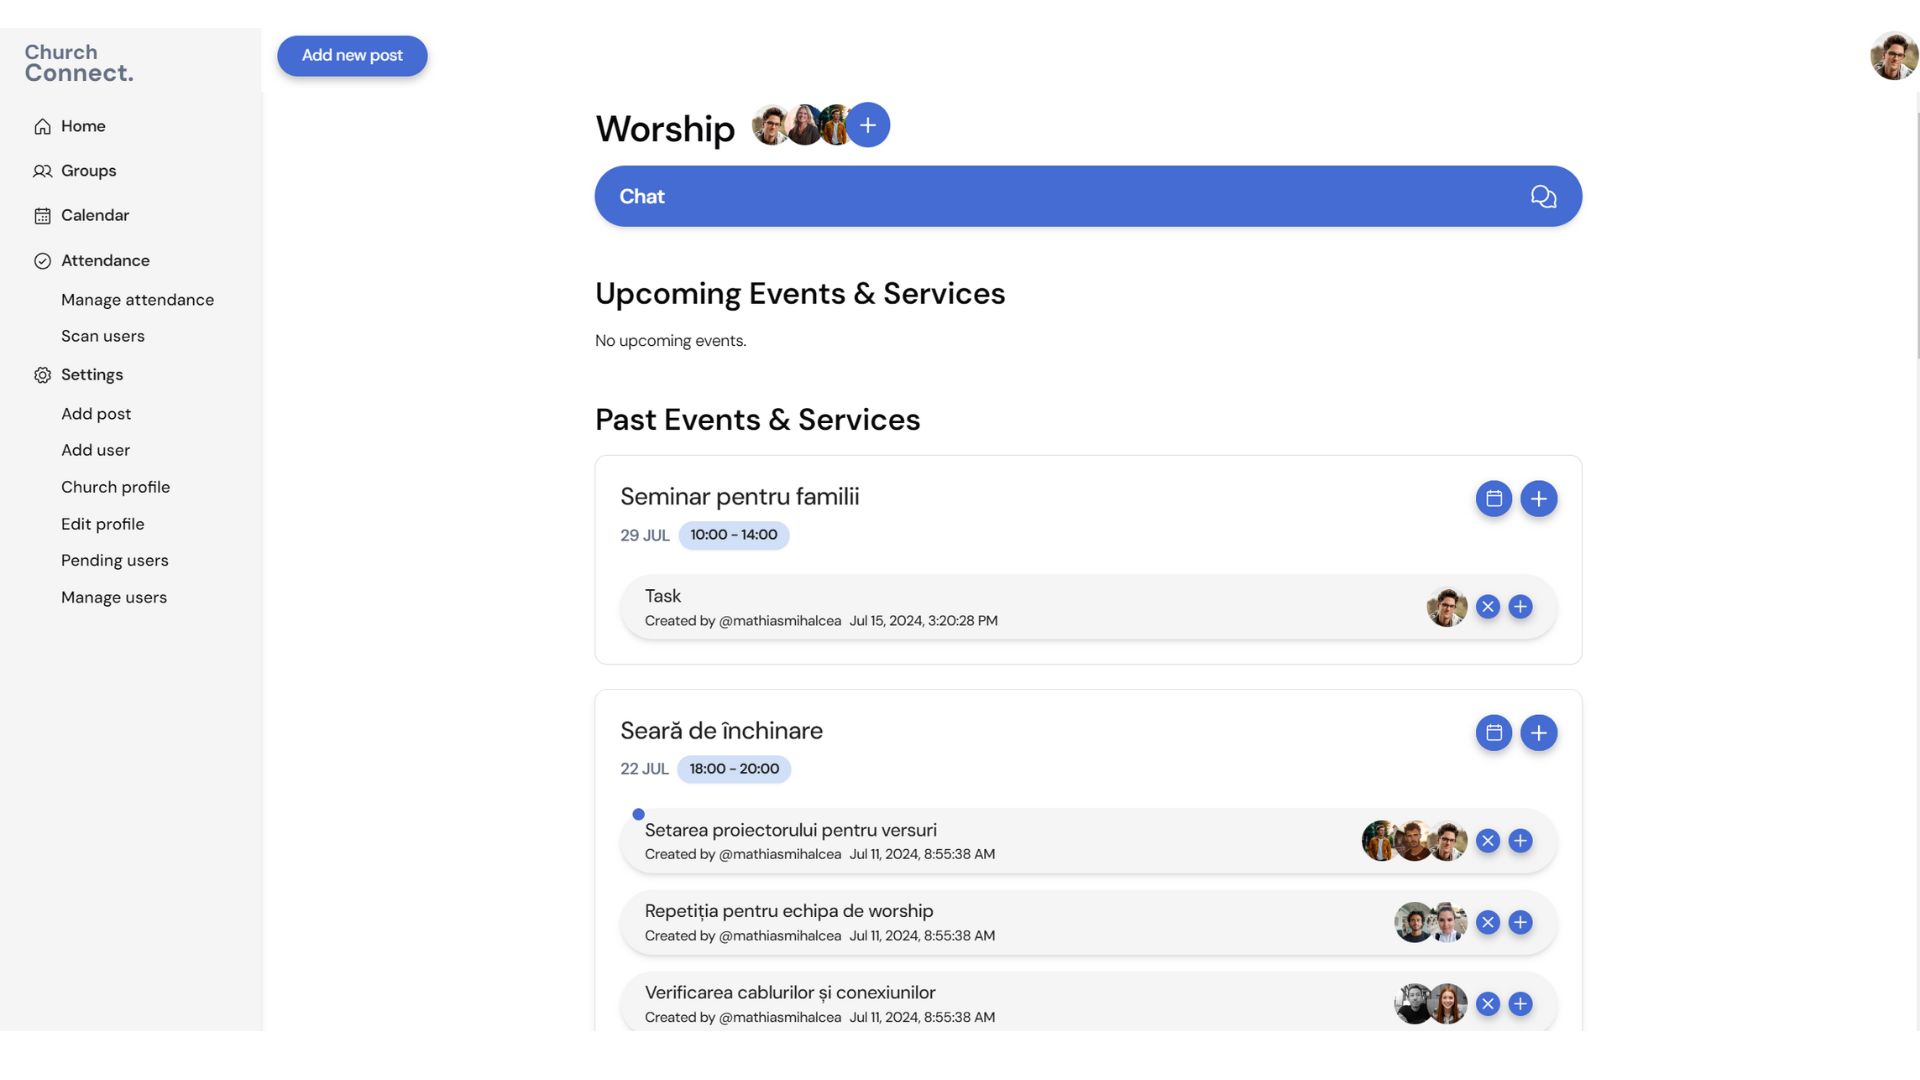 Church
Connect.
Add new post
Home
Groups
Calendar
Attendance
Manage attendance
Scan users
Settings
Add post
Add user
Church profile
Edit profile
Pending users
Manage users
Worship
Chat
Upcoming Events & Services
No upcoming events.
Past Events & Services
Seminar pentru familii
29 JUL 10:00 - 14:00
Task
Created by @mathiasmihalcea Jul 15, 2024, 3:20:28 PM
Seară de închinare
22 JUL 18:00 - 20:00
Setarea proiectorului pentru versuri
Created by @mathiasmihalcea Jul 11, 2024, 8:55:38 AM
Repetiția pentru echipa de worship
Created by @mathiasmihalcea Jul 11, 2024, 8:55:38 AM
Verificarea cablurilor și conexiunilor
Created by @mathiasmihalcea Jul 11, 2024, 8:55:38 AM